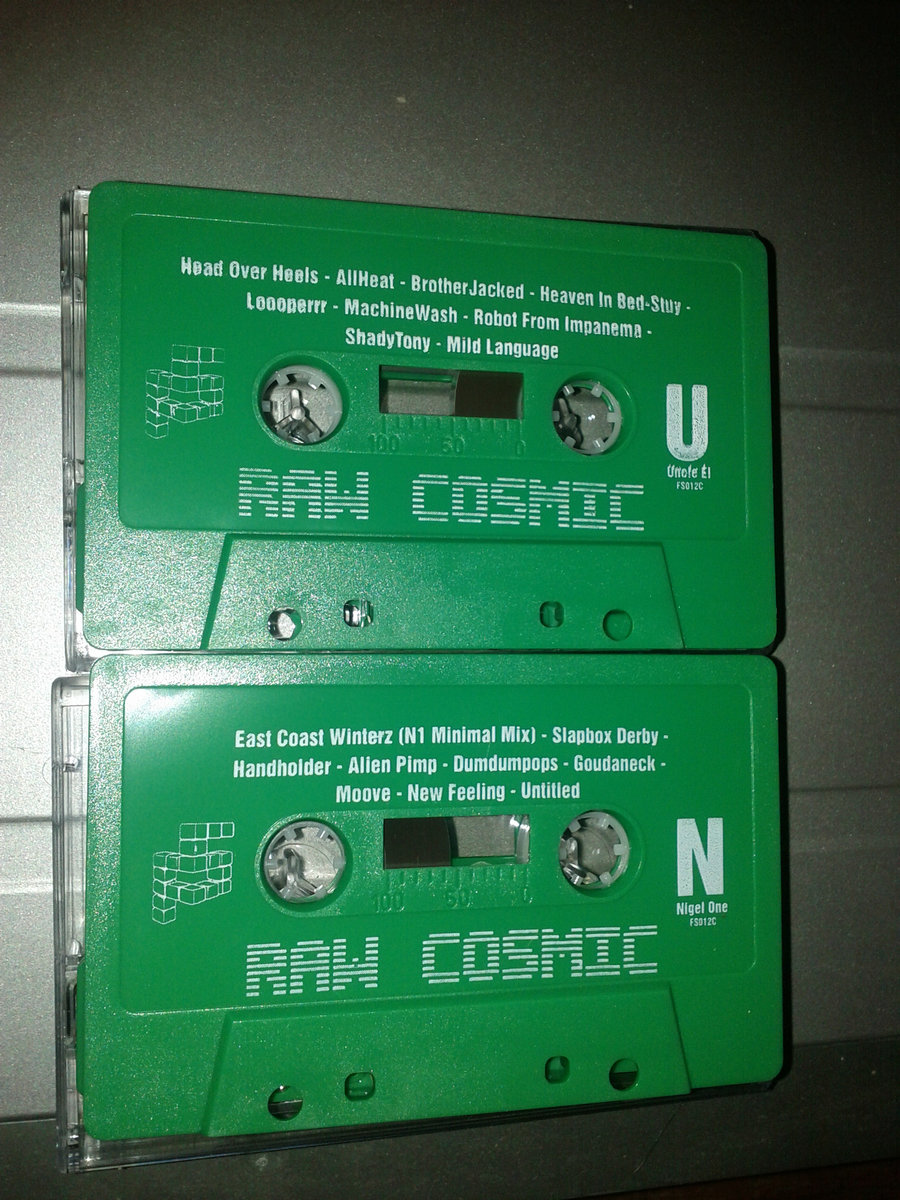 Head Over Heels - AllHeat - BrotherJacked - Heaven In Bed-Stuy -
Loooperrr - MachineWash - Robot From Impanema -
ShadyTony - Mild Language
100 50 0
U
Uncle El
FS012C
RAW COSMIC
East Coast Winterz (N1 Minimal Mix) - Slapbox Derby -
Handholder - Alien Pimp - Dumdumpops - Goudaneck -
Moove - New Feeling - Untitled
100 50 0
N
Nigel One
FS012C
RAW COSMIC